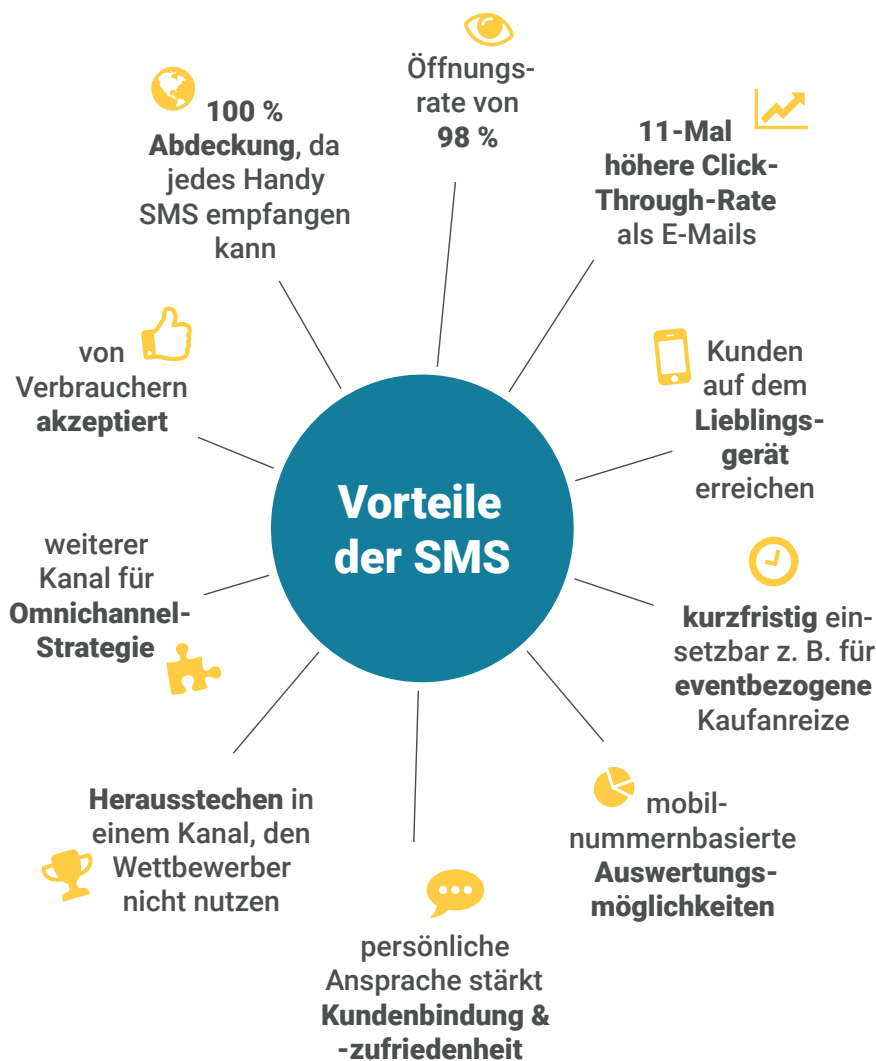 Vorteile
der SMS
Öffnungs-
rate von
98 %
11-Mal
höhere Click-
Through-Rate
als E-Mails
Kunden
auf dem
Lieblings-
gerät
erreichen
kurzfristig ein-
setzbar z. B. für
eventbezogene
Kaufanreize
mobil-
nummernbasierte
Auswertungs-
möglichkeiten
persönliche
Ansprache stärkt
Kundenbindung &
-zufriedenheit
Herausstechen in
einem Kanal, den
Wettbewerber
nicht nutzen
weiterer
Kanal für
Omnichannel-
Strategie
von
Verbrauchern
akzeptiert
100 %
Abdeckung, da
jedes Handy
SMS empfangen
kann